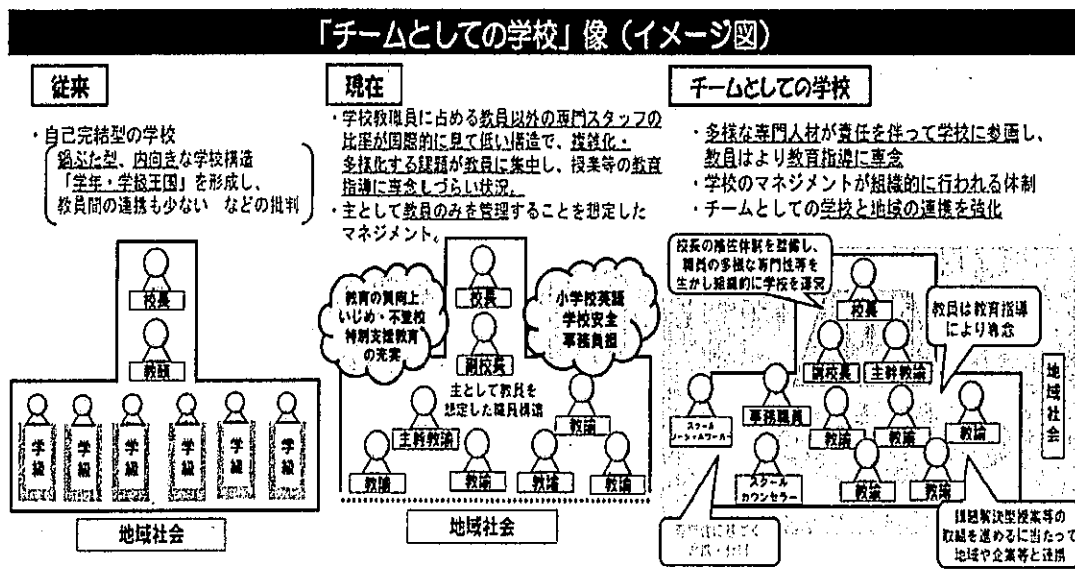 「チームとしての学校」像（イメージ図）
従来
・自己完結型の学校
鍋ぶた型、内向きな学校構造
「学年・学級王国」を形成し、
教員間の連携も少ない などの批判
校長
教頭
学級
学級
学級
学級
学級
学級
地域社会
現在
・学校教職員に占める教員以外の専門スタッフの
比率が国際的に見て低い構造で、複雑化・
多様化する課題が教員に集中し、授業等の教育
指導に専念しづらい状況。
・主として教員のみを管理することを想定した
マネジメント。
教育の質向上、
いじめ・不登校
特別支援教育
の充実
校長
副校長
小学校英語
学校安全
事務負担
主として教員を
想定した職員構造
主幹教諭
教諭
教諭
教諭
教諭
教諭
地域社会
チームとしての学校
・多様な専門人材が責任を伴って学校に参画し、
教員はより教育指導に専念
・学校のマネジメントが組織的に行われる体制
・チームとしての学校と地域の連携を強化
校長の補佐体制を整備し、
職員の多様な専門性等を
生かし組織的に学校を運営
校長
教員は教育指導
により専念
副校長
主幹教諭
地域社会
スクール
ソーシャルワーカー
事務職員
教諭
教諭
教諭
スクール
カウンセラー
教諭
教諭
課題解決型授業等の
取組を進めるに当たって
地域や企業等と連携